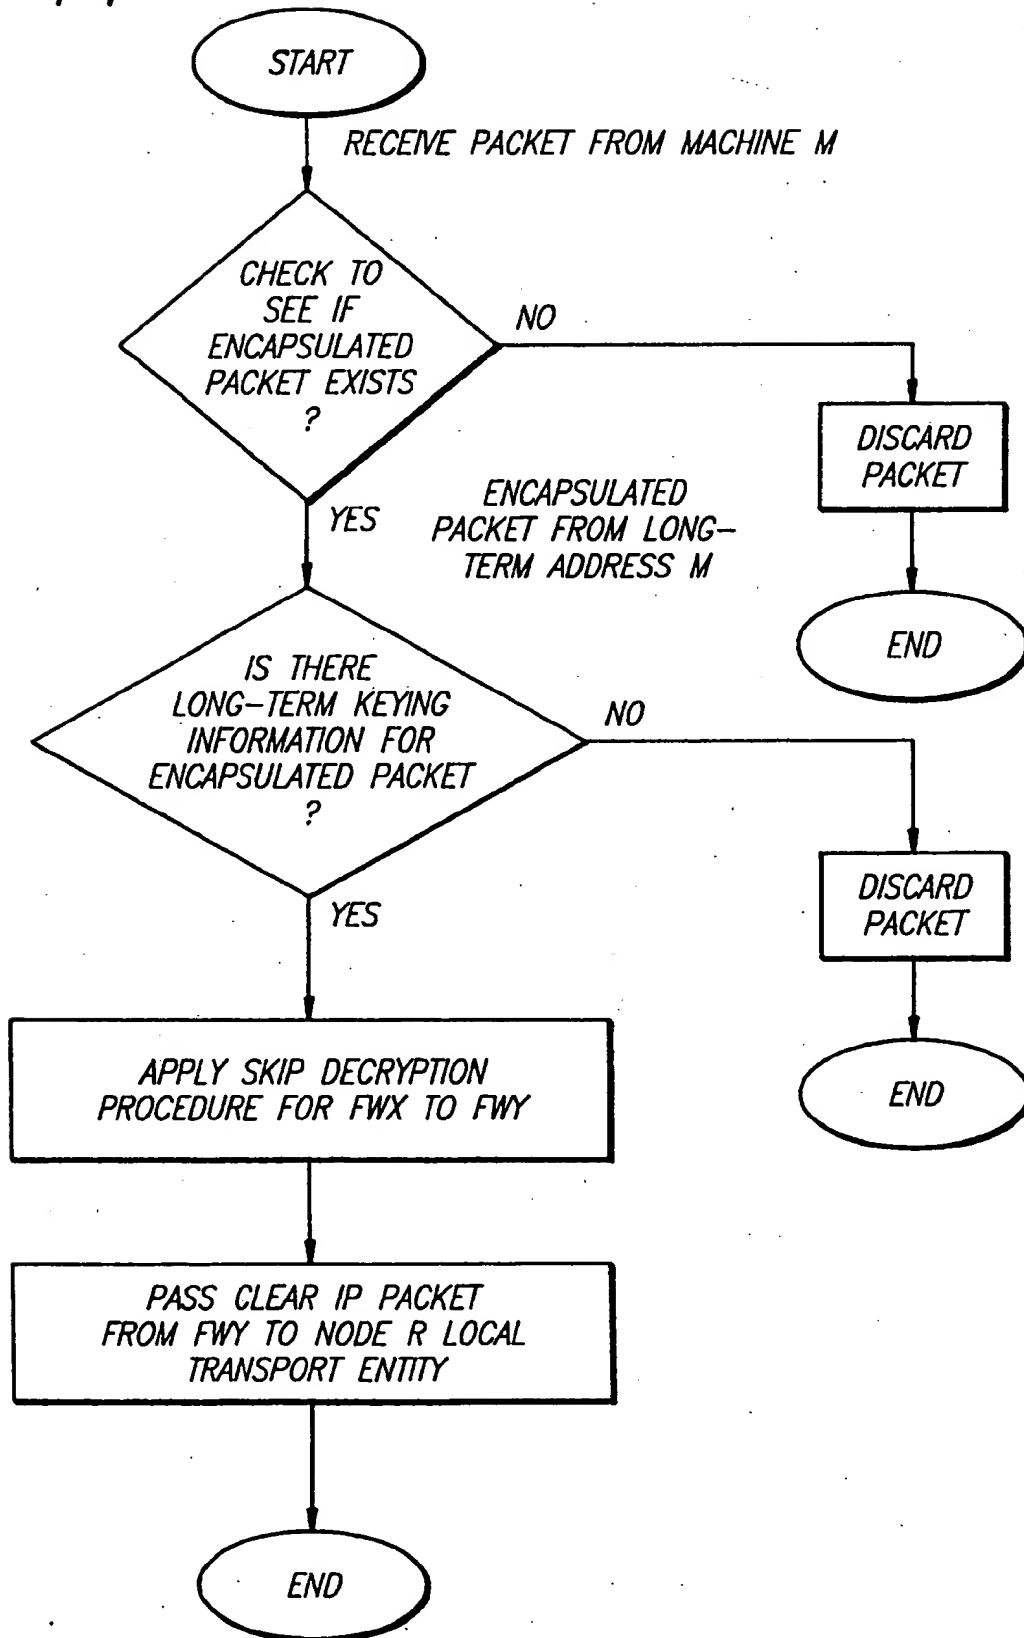 START
RECEIVE PACKET FROM MACHINE M
CHECK TO
SEE IF
ENCAPSULATED
PACKET EXISTS
?
NO
DISCARD
PACKET
END
YES
ENCAPSULATED
PACKET FROM LONG-
TERM ADDRESS M
IS THERE
LONG-TERM KEYING
INFORMATION FOR
ENCAPSULATED PACKET
?
NO
DISCARD
PACKET
END
YES
APPLY SKIP DECRYPTION
PROCEDURE FOR FWX TO FWY
PASS CLEAR IP PACKET
FROM FWY TO NODE R LOCAL
TRANSPORT ENTITY
END